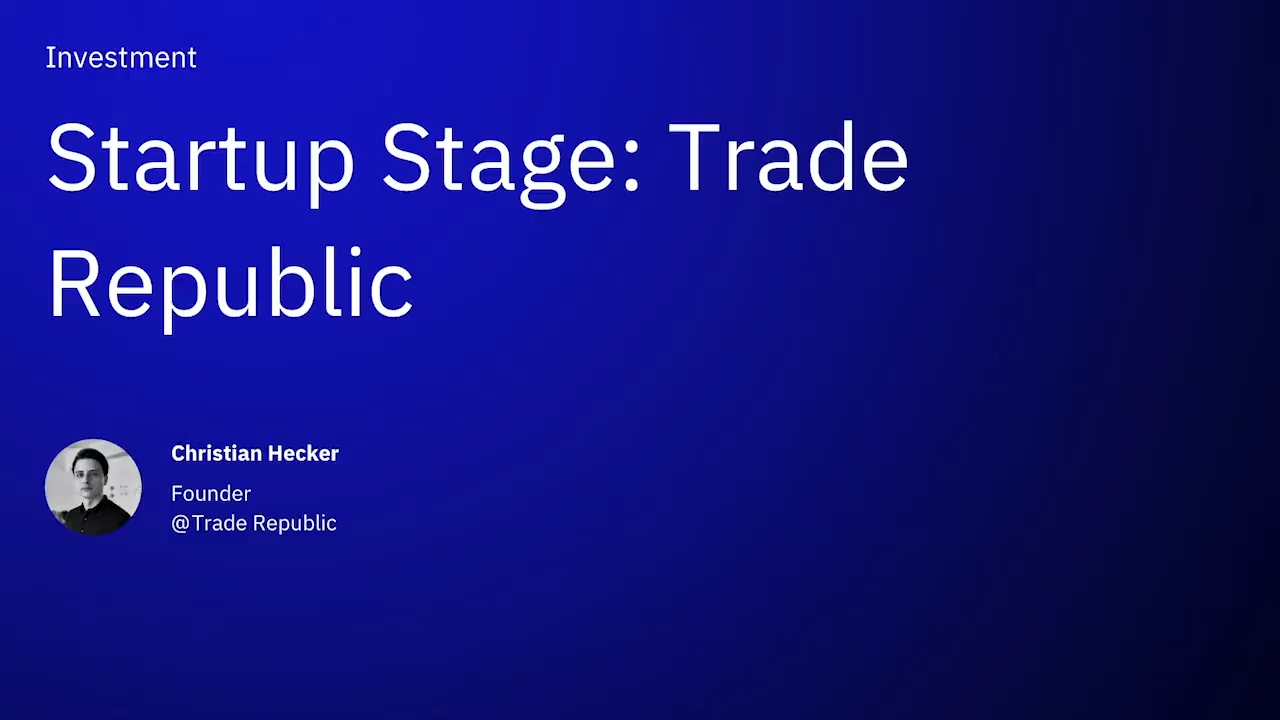 Investment
Startup Stage: Trade
Republic
Christian Hecker
Founder
@Trade Republic